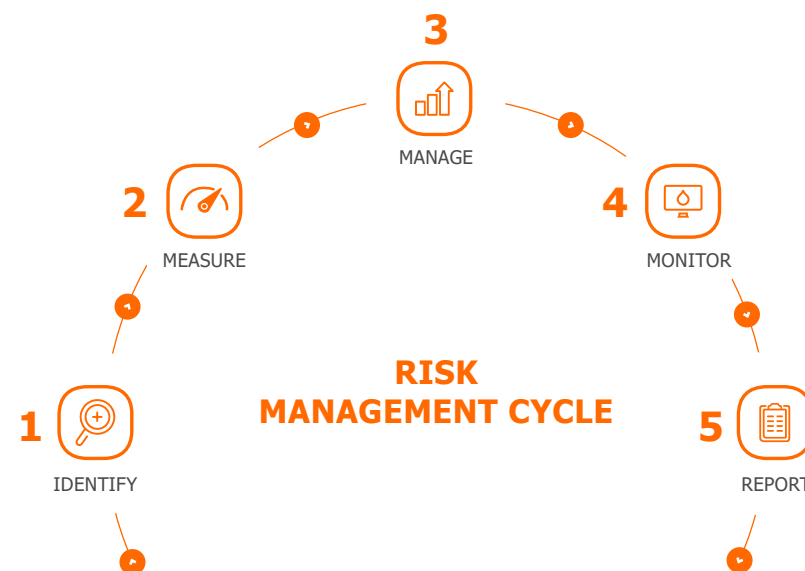 3
MANAGE
2
MEASURE
4
MONITOR
RISK
MANAGEMENT CYCLE
1
IDENTIFY
5
REPORT